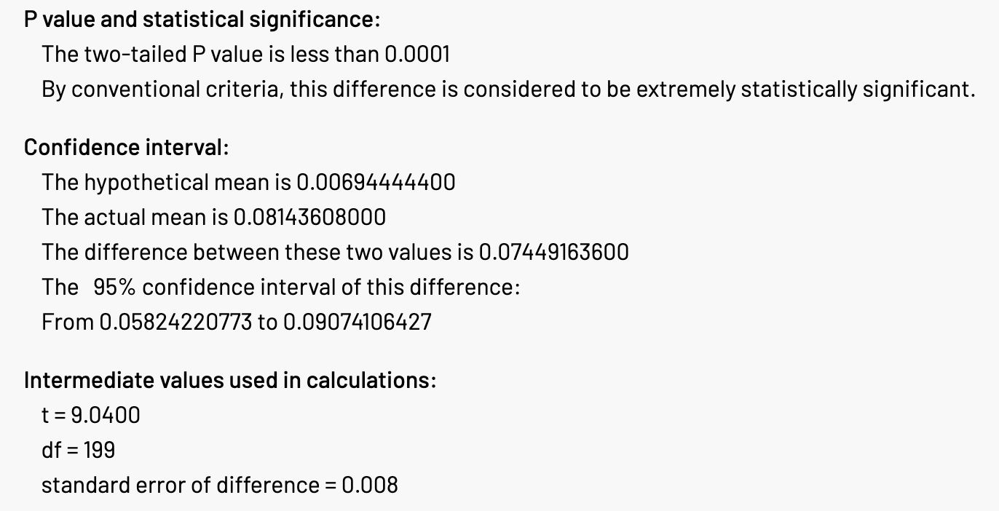 P value and statistical significance:
The two-tailed P value is less than 0.0001
By conventional criteria, this difference is considered to be extremely statistically significant.
Confidence interval:
The hypothetical mean is 0.00694444400
The actual mean is 0.08143608000
The difference between these two values is 0.07449163600
The 95% confidence interval of this difference:
From 0.05824220773 to 0.09074106427
Intermediate values used in calculations:
t = 9.0400
df = 199
standard error of difference = 0.008